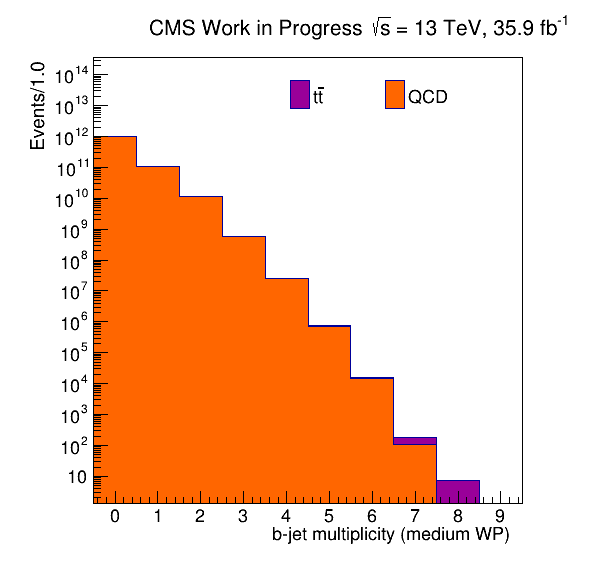 CMS Work in Progress √s = 13 TeV, 35.9 fb⁻¹
Events/1.0
tt̄
QCD
10¹⁴
10¹³
10¹²
10¹¹
10¹⁰
10⁹
10⁸
10⁷
10⁶
10⁵
10⁴
10³
10²
10
0 1 2 3 4 5 6 7 8 9
b-jet multiplicity (medium WP)